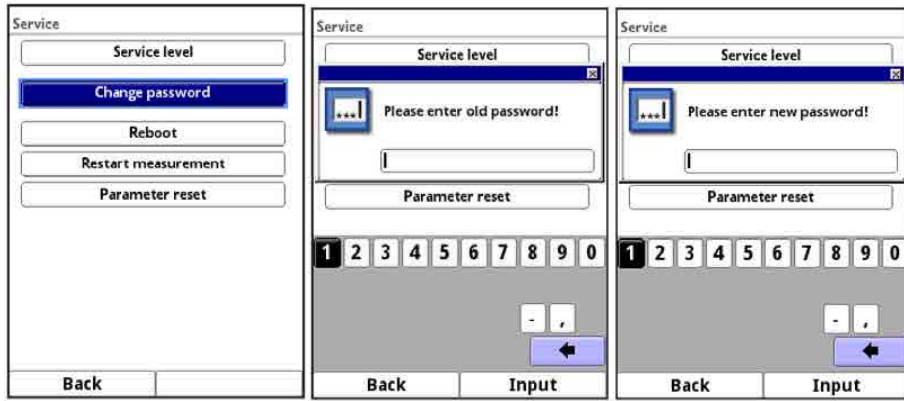 Service
Service level
Change password
Reboot
Restart measurement
Parameter reset
Back
Service
Service level
***
Please enter old password!
Parameter reset
1 2 3 4 5 6 7 8 9 0
- ,
Back Input
Service
Service level
***
Please enter new password!
Parameter reset
1 2 3 4 5 6 7 8 9 0
- ,
Back Input